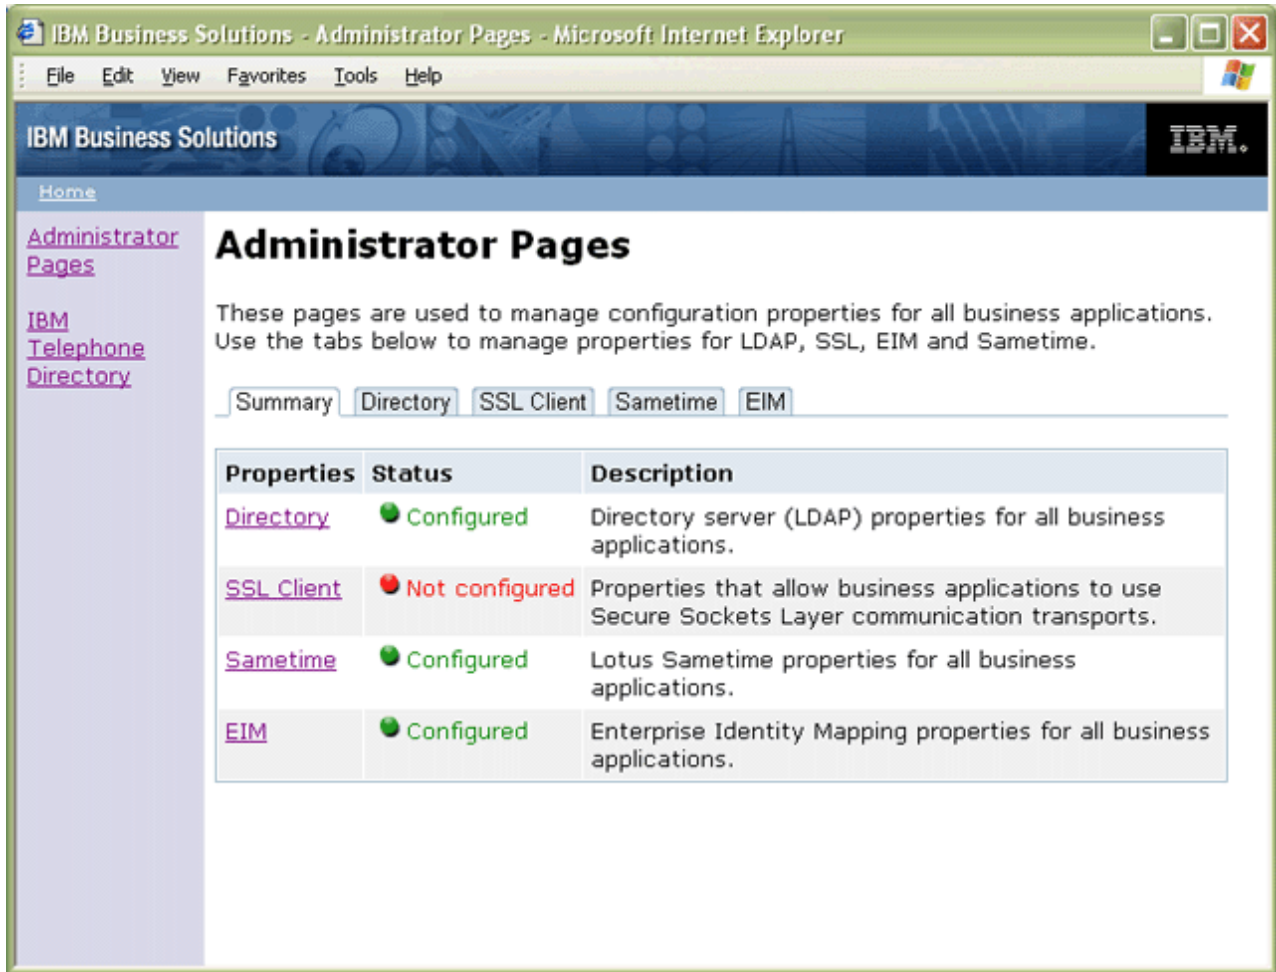 IBM Business Solutions - Administrator Pages - Microsoft Internet Explorer
File Edit View Favorites Tools Help
IBM Business Solutions
IBM.
Home
Administrator
Pages
IBM
Telephone
Directory
Administrator Pages
These pages are used to manage configuration properties for all business applications.
Use the tabs below to manage properties for LDAP, SSL, EIM and Sametime.
Summary Directory SSL Client Sametime EIM
Properties Status Description
Directory Configured Directory server (LDAP) properties for all business
applications.
SSL Client Not configured Properties that allow business applications to use
Secure Sockets Layer communication transports.
Sametime Configured Lotus Sametime properties for all business
applications.
EIM Configured Enterprise Identity Mapping properties for all business
applications.